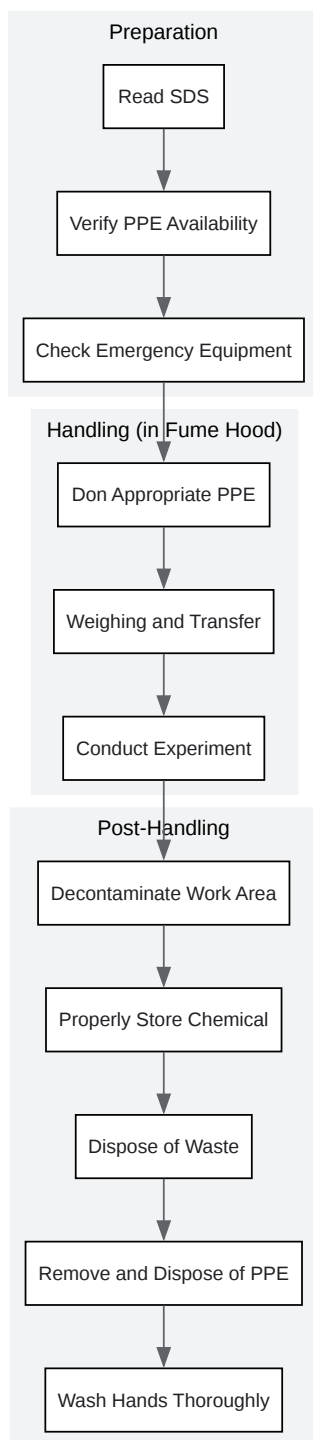 Preparation
Read SDS
Verify PPE Availability
Check Emergency Equipment
Handling (in Fume Hood)
Don Appropriate PPE
Weighing and Transfer
Conduct Experiment
Post-Handling
Decontaminate Work Area
Properly Store Chemical
Dispose of Waste
Remove and Dispose of PPE
Wash Hands Thoroughly